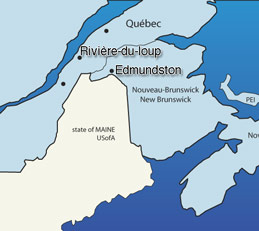 Québec
Rivière-du-loup
Edmundston
Nouveau-Brunswick
New Brunswick
PEI
state of MAINE
USofA